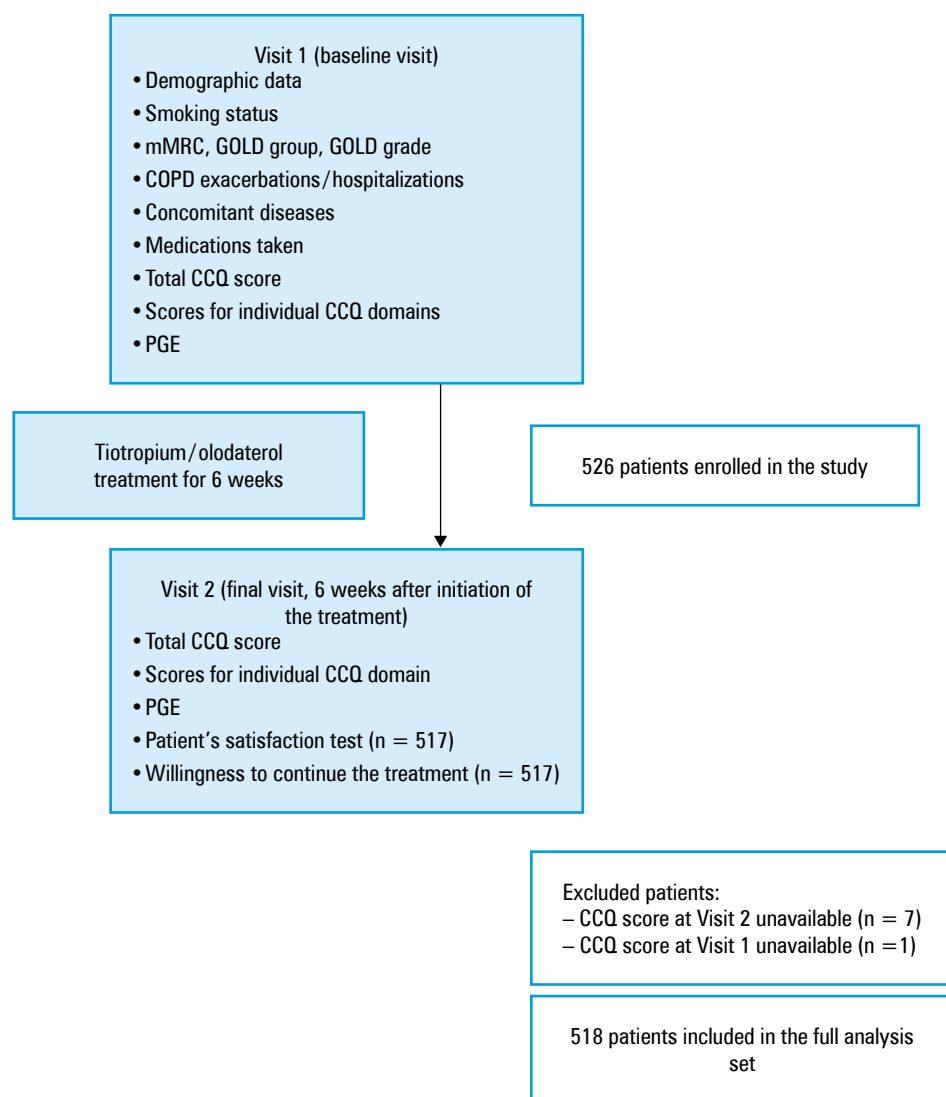 Visit 1 (baseline visit)
• Demographic data
• Smoking status
• mMRC, GOLD group, GOLD grade
• COPD exacerbations/hospitalizations
• Concomitant diseases
• Medications taken
• Total CCQ score
• Scores for individual CCQ domains
• PGE
Tiotropium/olodaterol
treatment for 6 weeks
526 patients enrolled in the study
Visit 2 (final visit, 6 weeks after initiation of
the treatment)
• Total CCQ score
• Scores for individual CCQ domain
• PGE
• Patient's satisfaction test (n = 517)
• Willingness to continue the treatment (n = 517)
Excluded patients:
– CCQ score at Visit 2 unavailable (n = 7)
– CCQ score at Visit 1 unavailable (n =1)
518 patients included in the full analysis
set